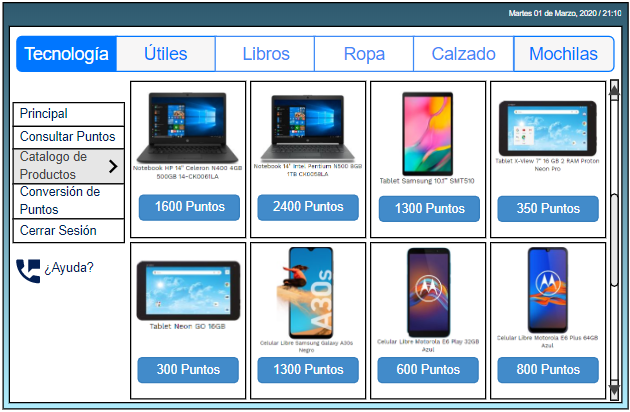 Martes 01 de Marzo, 2020 / 21:10
Tecnología Útiles Libros Ropa Calzado Mochilas
Principal
Consultar Puntos
Catalogo de
Productos
Conversión de
Puntos
Cerrar Sesión
¿Ayuda?
Notebook HP 14" Celeron N400 4GB
500GB 14-CK0061LA
1600 Puntos
Notebook 14" Intel Pentium N500 8GB
1TB CK0058LA
2400 Puntos
Tablet Samsung 10.1" SMT510
1300 Puntos
Tablet X-View 7" 16 GB 2 RAM Proton
Neon Pro
350 Puntos
Tablet Neon GO 16GB
300 Puntos
A30s
Celular Libre Samsung Galaxy A30s
Negro
1300 Puntos
Celular Libre Motorola E6 Play 32GB
Azul
600 Puntos
Celular Libre Motorola E6 Plus 64GB
Azul
800 Puntos